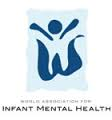 WORLD ASSOCIATION FOR
INFANT MENTAL HEALTH